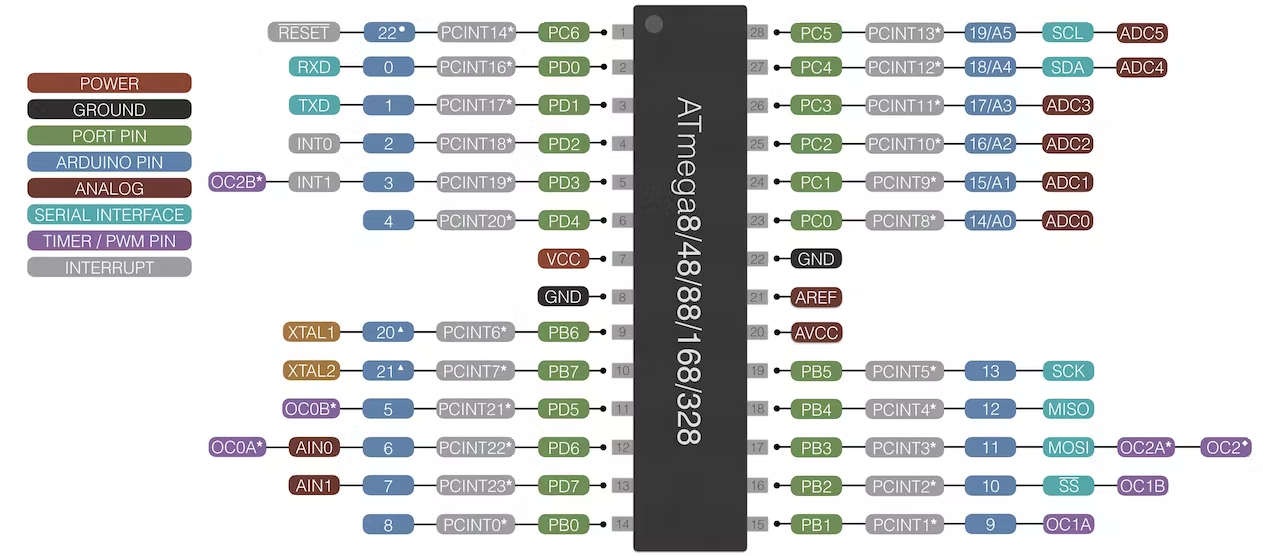 POWER
GROUND
PORT PIN
ARDUINO PIN
ANALOG
SERIAL INTERFACE
TIMER / PWM PIN
INTERRUPT
RESET 22• PCINT14* PC6 1
RXD 0 PCINT16* PD0 2
TXD 1 PCINT17* PD1 3
INT0 2 PCINT18* PD2 4
OC2B* INT1 3 PCINT19* PD3 5
4 PCINT20* PD4 6
VCC 7
GND 8
XTAL1 20▲ PCINT6* PB6 9
XTAL2 21▲ PCINT7* PB7 10
OC0B* 5 PCINT21* PD5 11
OC0A* AIN0 6 PCINT22* PD6 12
AIN1 7 PCINT23* PD7 13
8 PCINT0* PB0 14
ATmega8/48/88/168/328
28 PC5 PCINT13* 19/A5 SCL ADC5
27 PC4 PCINT12* 18/A4 SDA ADC4
26 PC3 PCINT11* 17/A3 ADC3
25 PC2 PCINT10* 16/A2 ADC2
24 PC1 PCINT9* 15/A1 ADC1
23 PC0 PCINT8* 14/A0 ADC0
22 GND
21 AREF
20 AVCC
19 PB5 PCINT5* 13 SCK
18 PB4 PCINT4* 12 MISO
17 PB3 PCINT3* 11 MOSI OC2A* OC2◆
16 PB2 PCINT2* 10 SS OC1B
15 PB1 PCINT1* 9 OC1A